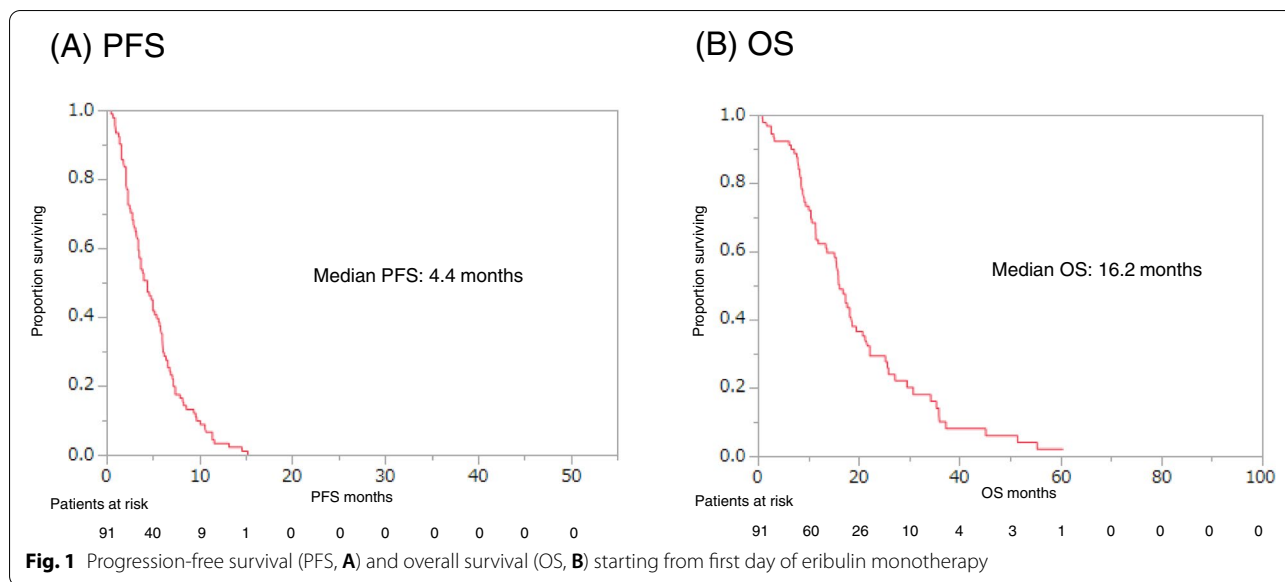 (A) PFS
1.0
0.8
0.6
0.4
0.2
0.0
Proportion surviving
Median PFS: 4.4 months
0 10 20 30 40 50
PFS months
Patients at risk
91 40 9 1 0 0 0 0 0 0 0
(B) OS
1.0
0.8
0.6
0.4
0.2
0.0
Proportion surviving
Median OS: 16.2 months
0 20 40 60 80 100
OS months
Patients at risk
91 60 26 10 4 3 1 0 0 0 0
Fig. 1 Progression-free survival (PFS, A) and overall survival (OS, B) starting from first day of eribulin monotherapy